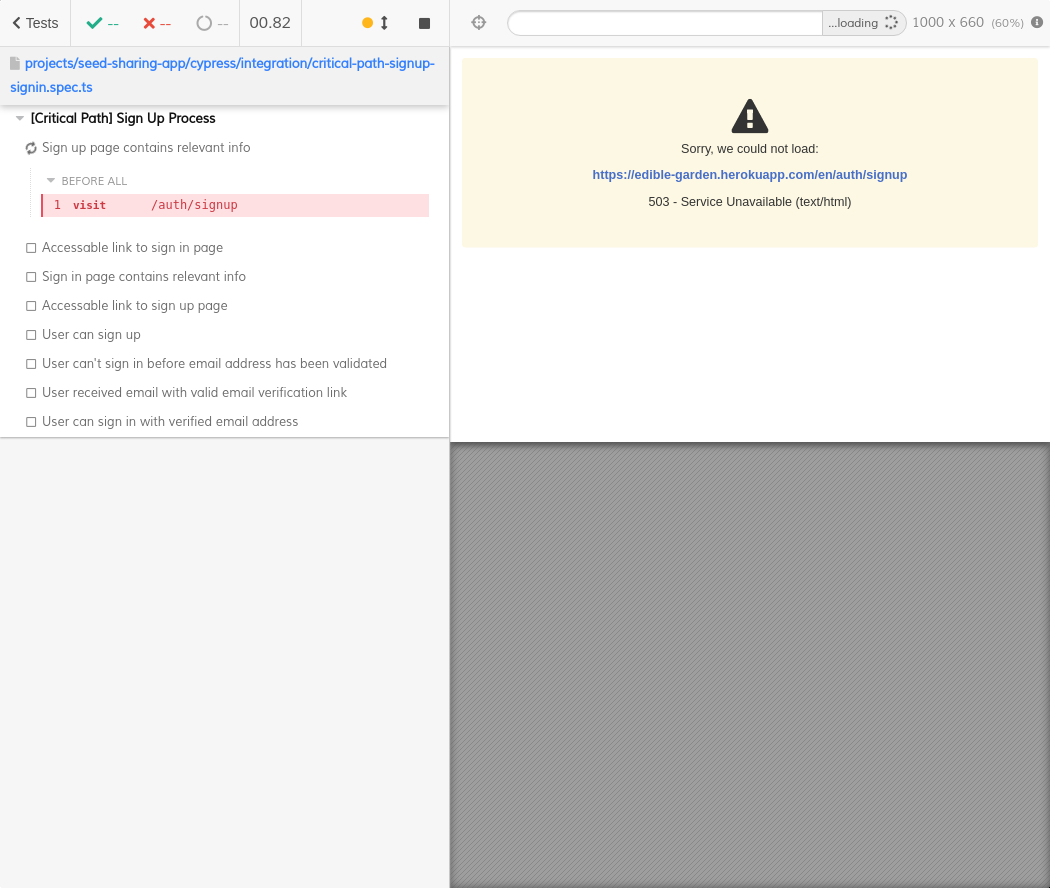 Tests -- -- -- 00.82
...loading 1000 x 660 (60%)
projects/seed-sharing-app/cypress/integration/critical-path-signup-
signin.spec.ts
[Critical Path] Sign Up Process
Sign up page contains relevant info
BEFORE ALL
1 visit /auth/signup
Accessable link to sign in page
Sign in page contains relevant info
Accessable link to sign up page
User can sign up
User can't sign in before email address has been validated
User received email with valid email verification link
User can sign in with verified email address
Sorry, we could not load:
https://edible-garden.herokuapp.com/en/auth/signup
503 - Service Unavailable (text/html)